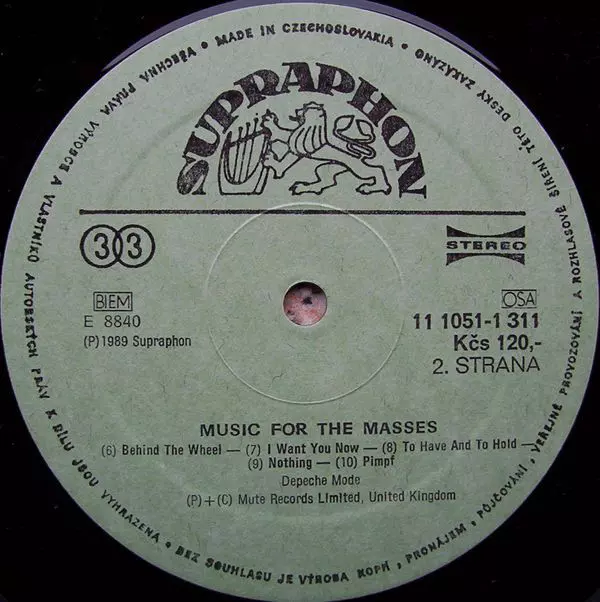 • MADE IN CZECHOSLOVAKIA •
VŠECHNA PRÁVA VÝROBCE A VLASTNÍKŮ AUTORSKÝCH PRÁV K DÍLU JSOU VYHRAZENA • BEZ SOUHLASU JE VÝROBA KOPIÍ, PRONÁJEM, PŮJČOVÁNÍ, VEŘEJNÉ PROVOZOVÁNÍ A ROZHLASOVÉ ŠÍŘENÍ TÉTO DESKY ZAKÁZÁNO
SUPRAPHON
33
STEREO
BIEM
OSA
E 8840
11 1051-1 311
(P)1989 Supraphon
Kčs 120,-
2. STRANA
MUSIC FOR THE MASSES
(6) Behind The Wheel — (7) I Want You Now — (8) To Have And To Hold —
(9) Nothing — (10) Pimpf
Depeche Mode
(P)+(C) Mute Records Limited, United Kingdom